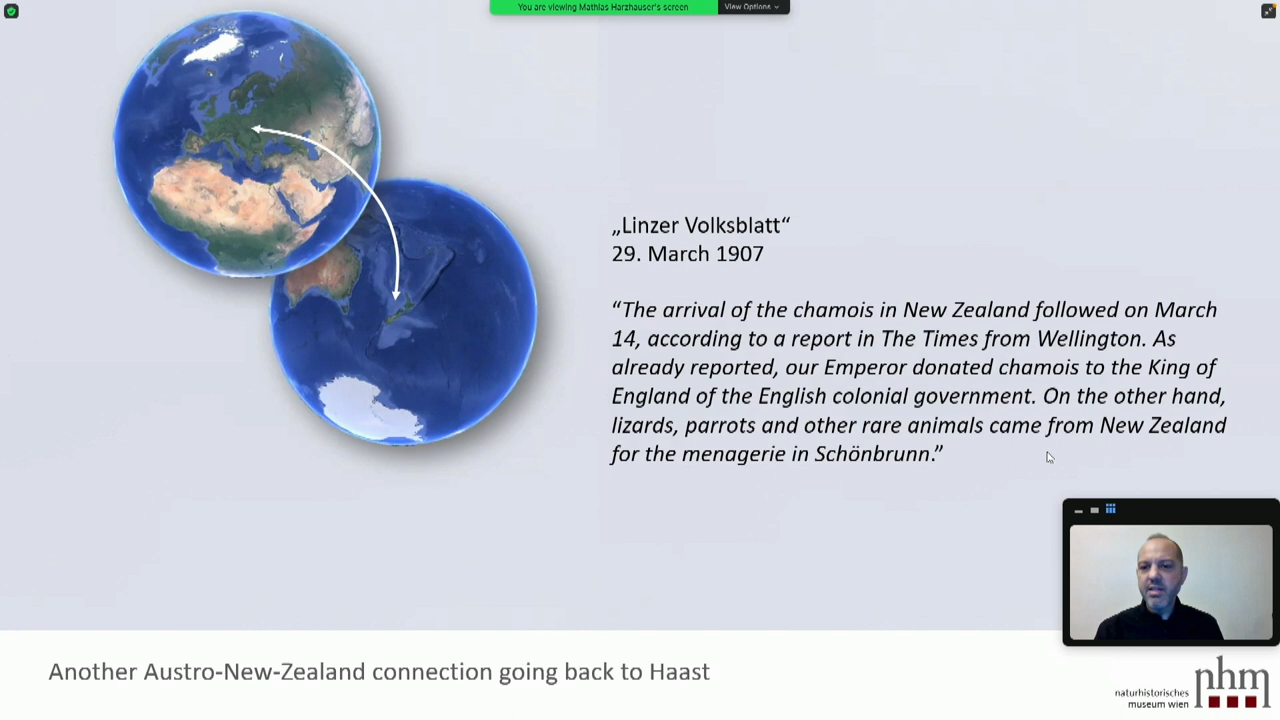 You are viewing Mathias Harzhauser's screen
View Options
„Linzer Volksblatt“
29. March 1907
“The arrival of the chamois in New Zealand followed on March
14, according to a report in The Times from Wellington. As
already reported, our Emperor donated chamois to the King of
England of the English colonial government. On the other hand,
lizards, parrots and other rare animals came from New Zealand
for the menagerie in Schönbrunn.”
Another Austro-New-Zealand connection going back to Haast
nhm
naturhistorisches
museum wien